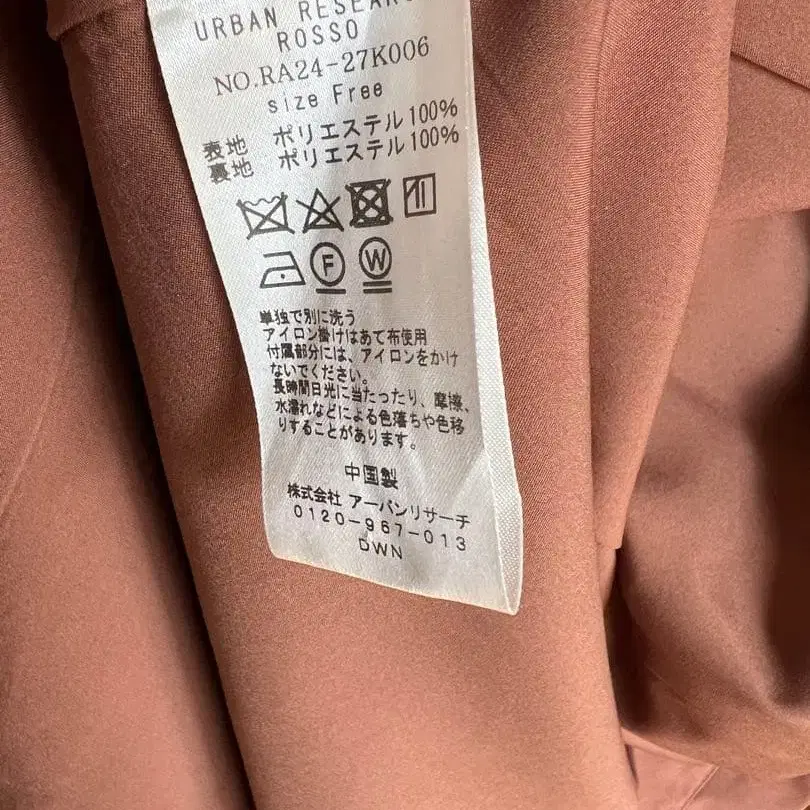 URBAN RESEARCH
ROSSO
NO.RA24-27K006
size Free
表地 ポリエステル100%
裏地 ポリエステル100%
F W
単独で別に洗う
アイロン掛けはあて布使用
付属部分には、アイロンをかけ
ないでください。
長時間日光に当たったり、摩擦、
水濡れなどによる色落ちや色移
りすることがあります。
中国製
株式会社 アーバンリサーチ
0120-967-013
DWN